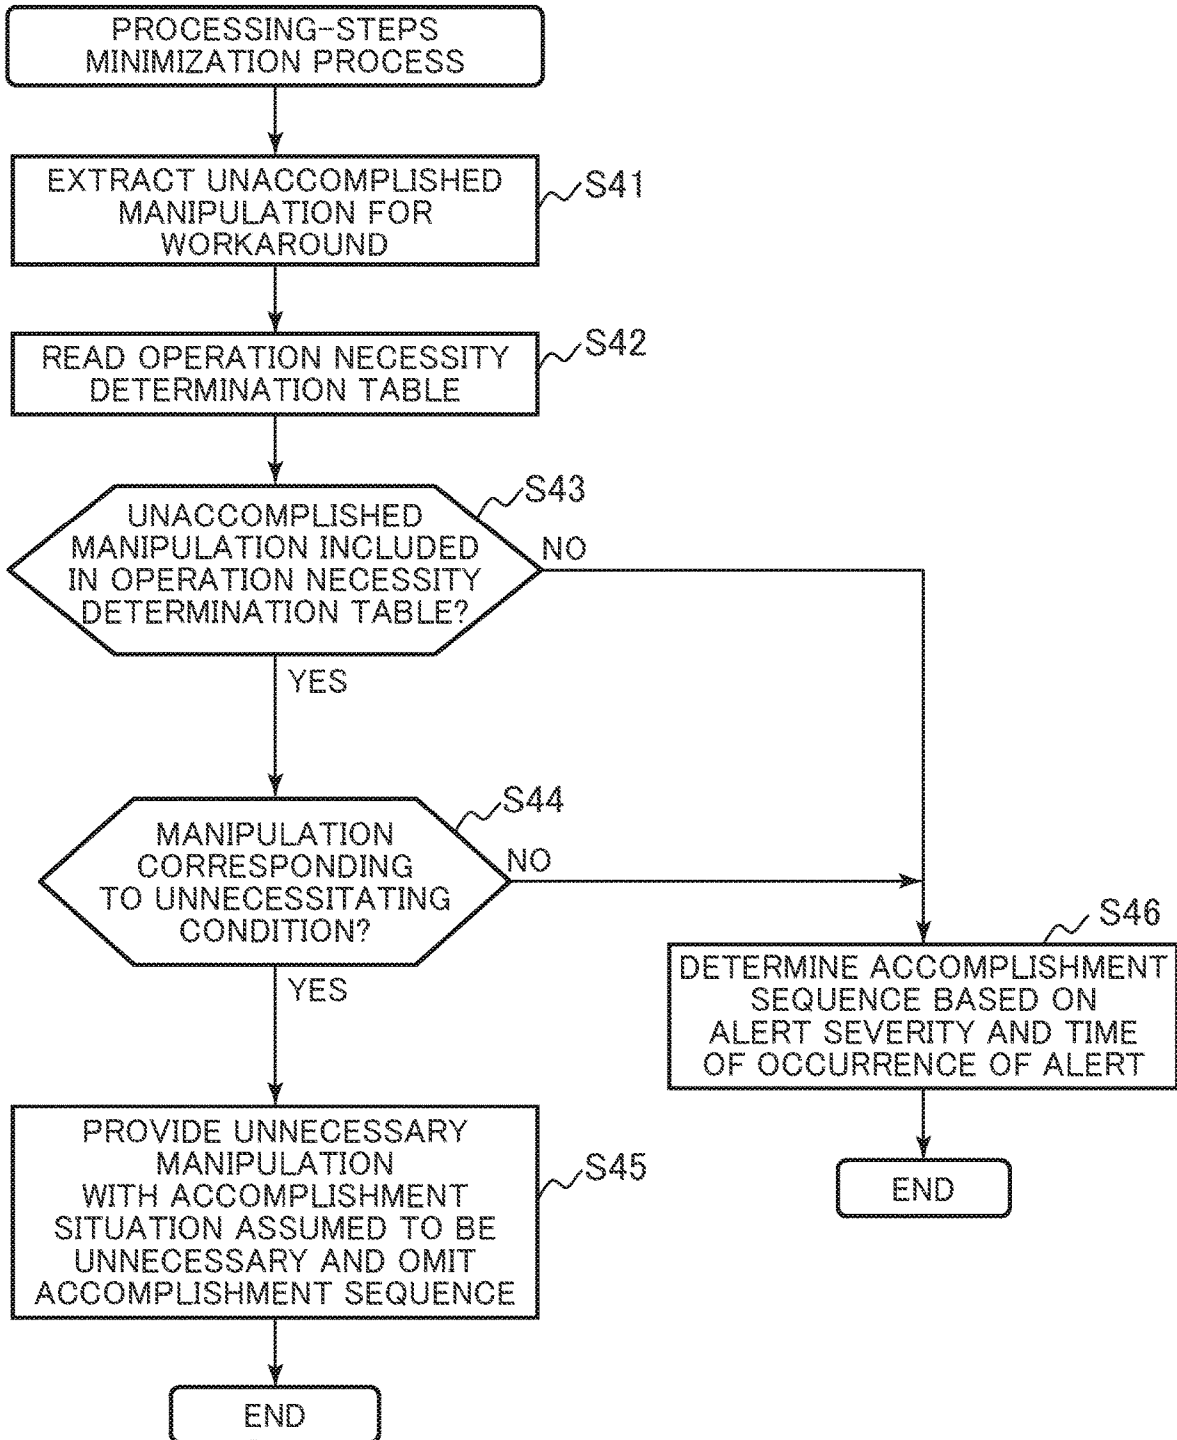 PROCESSING-STEPS
MINIMIZATION PROCESS
EXTRACT UNACCOMPLISHED
MANIPULATION FOR
WORKAROUND
S41
READ OPERATION NECESSITY
DETERMINATION TABLE
S42
UNACCOMPLISHED
MANIPULATION INCLUDED
IN OPERATION NECESSITY
DETERMINATION TABLE?
S43
NO
YES
MANIPULATION
CORRESPONDING
TO UNNECESSITATING
CONDITION?
S44
NO
YES
S46
DETERMINE ACCOMPLISHMENT
SEQUENCE BASED ON
ALERT SEVERITY AND TIME
OF OCCURRENCE OF ALERT
END
PROVIDE UNNECESSARY
MANIPULATION
WITH ACCOMPLISHMENT
SITUATION ASSUMED TO BE
UNNECESSARY AND OMIT
ACCOMPLISHMENT SEQUENCE
S45
END